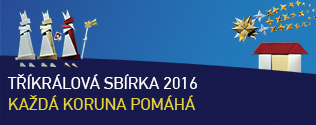 TŘÍKRÁLOVÁ SBÍRKA 2016
KAŽDÁ KORUNA POMÁHÁ